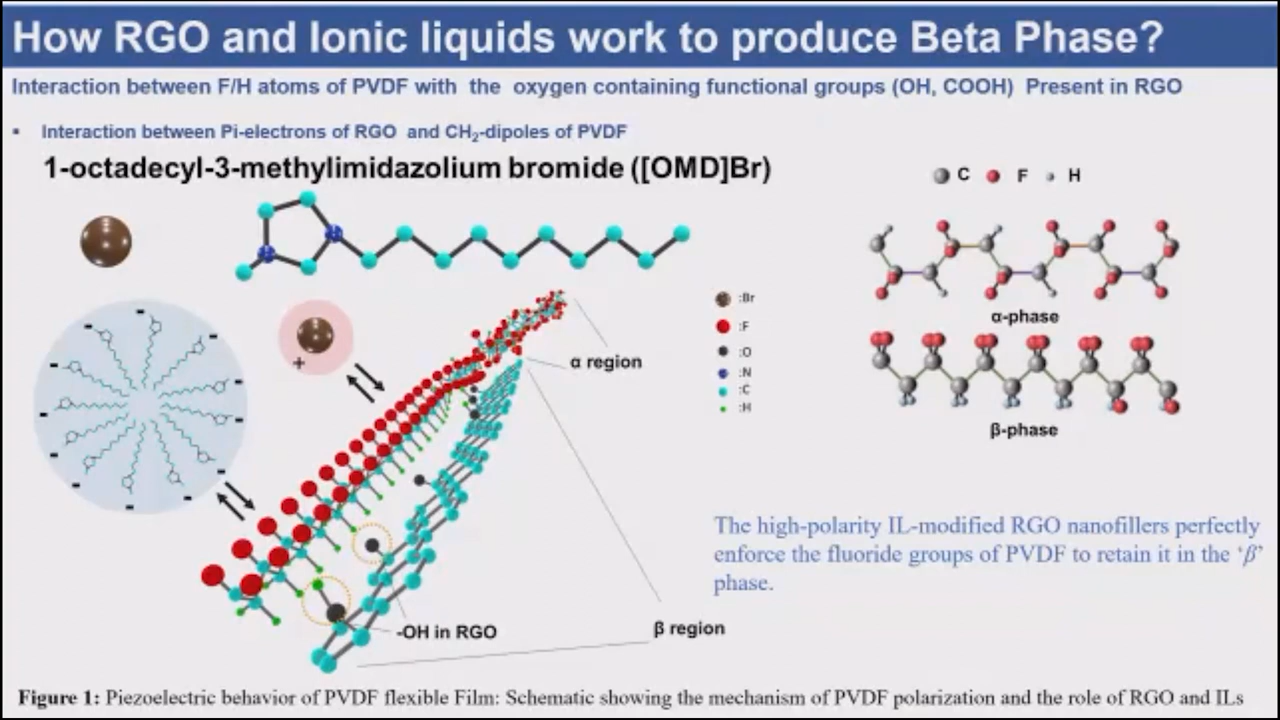 How RGO and Ionic liquids work to produce Beta Phase?
Interaction between F/H atoms of PVDF with the oxygen containing functional groups (OH, COOH) Present in RGO
▪ Interaction between Pi-electrons of RGO and CH₂-dipoles of PVDF
1-octadecyl-3-methylimidazolium bromide ([OMD]Br)
C F H
α-phase
β-phase
:Br
:F
:O
:N
:C
:H
+
α region
β region
-OH in RGO
The high-polarity IL-modified RGO nanofillers perfectly
enforce the fluoride groups of PVDF to retain it in the ‘β’
phase.
Figure 1: Piezoelectric behavior of PVDF flexible Film: Schematic showing the mechanism of PVDF polarization and the role of RGO and ILs